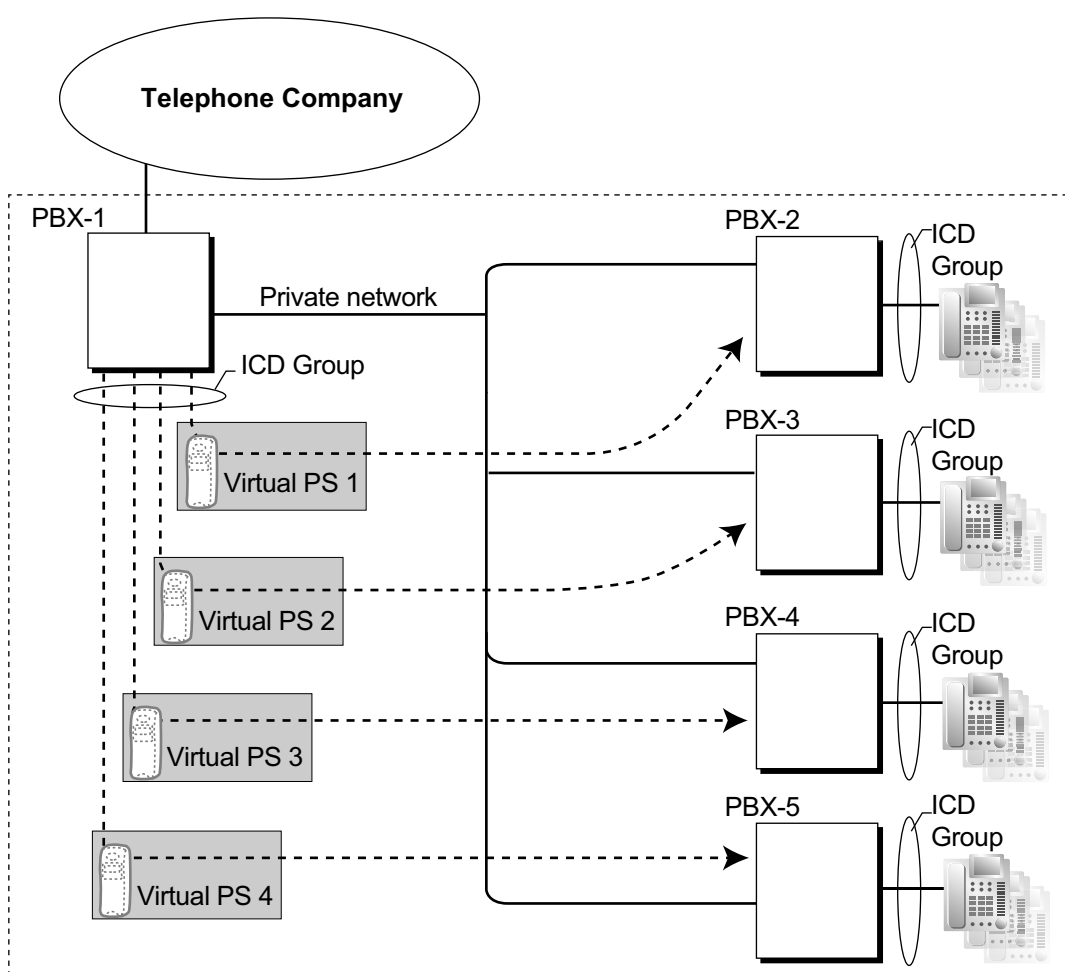 Telephone Company
PBX-1
PBX-2
ICD
Group
Private network
ICD Group
PBX-3
ICD
Group
Virtual PS 1
Virtual PS 2
PBX-4
ICD
Group
Virtual PS 3
PBX-5
ICD
Group
Virtual PS 4